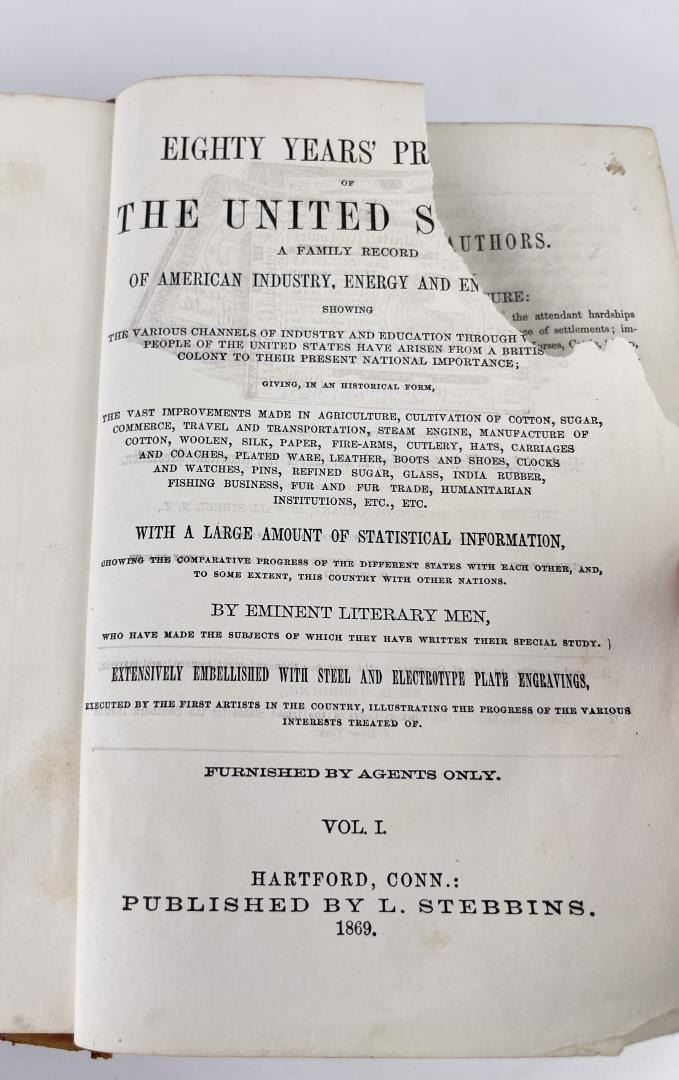 EIGHTY YEARS' PR
OF
THE UNITED S
A FAMILY RECORD
OF AMERICAN INDUSTRY, ENERGY AND EN
SHOWING
THE VARIOUS CHANNELS OF INDUSTRY AND EDUCATION THROUGH W
PEOPLE OF THE UNITED STATES HAVE ARISEN FROM A BRITIS
COLONY TO THEIR PRESENT NATIONAL IMPORTANCE;
GIVING, IN AN HISTORICAL FORM,
THE VAST IMPROVEMENTS MADE IN AGRICULTURE, CULTIVATION OF COTTON, SUGAR,
COMMERCE, TRAVEL AND TRANSPORTATION, STEAM ENGINE, MANUFACTURE OF
COTTON, WOOLEN, SILK, PAPER, FIRE-ARMS, CUTLERY, HATS, CARRIAGES
AND COACHES, PLATED WARE, LEATHER, BOOTS AND SHOES, CLOCKS
AND WATCHES, PINS, REFINED SUGAR, GLASS, INDIA RUBBER,
FISHING BUSINESS, FUR AND FUR TRADE, HUMANITARIAN
INSTITUTIONS, ETC., ETC.
WITH A LARGE AMOUNT OF STATISTICAL INFORMATION,
SHOWING THE COMPARATIVE PROGRESS OF THE DIFFERENT STATES WITH EACH OTHER, AND,
TO SOME EXTENT, THIS COUNTRY WITH OTHER NATIONS.
BY EMINENT LITERARY MEN,
WHO HAVE MADE THE SUBJECTS OF WHICH THEY HAVE WRITTEN THEIR SPECIAL STUDY.
EXTENSIVELY EMBELLISHED WITH STEEL AND ELECTROTYPE PLATE ENGRAVINGS,
EXECUTED BY THE FIRST ARTISTS IN THE COUNTRY, ILLUSTRATING THE PROGRESS OF THE VARIOUS
INTERESTS TREATED OF.
FURNISHED BY AGENTS ONLY.
VOL. I.
HARTFORD, CONN.:
PUBLISHED BY L. STEBBINS.
1869.
AUTHORS.
URE:
the attendant hardships
ge of settlements; im-
Horses,